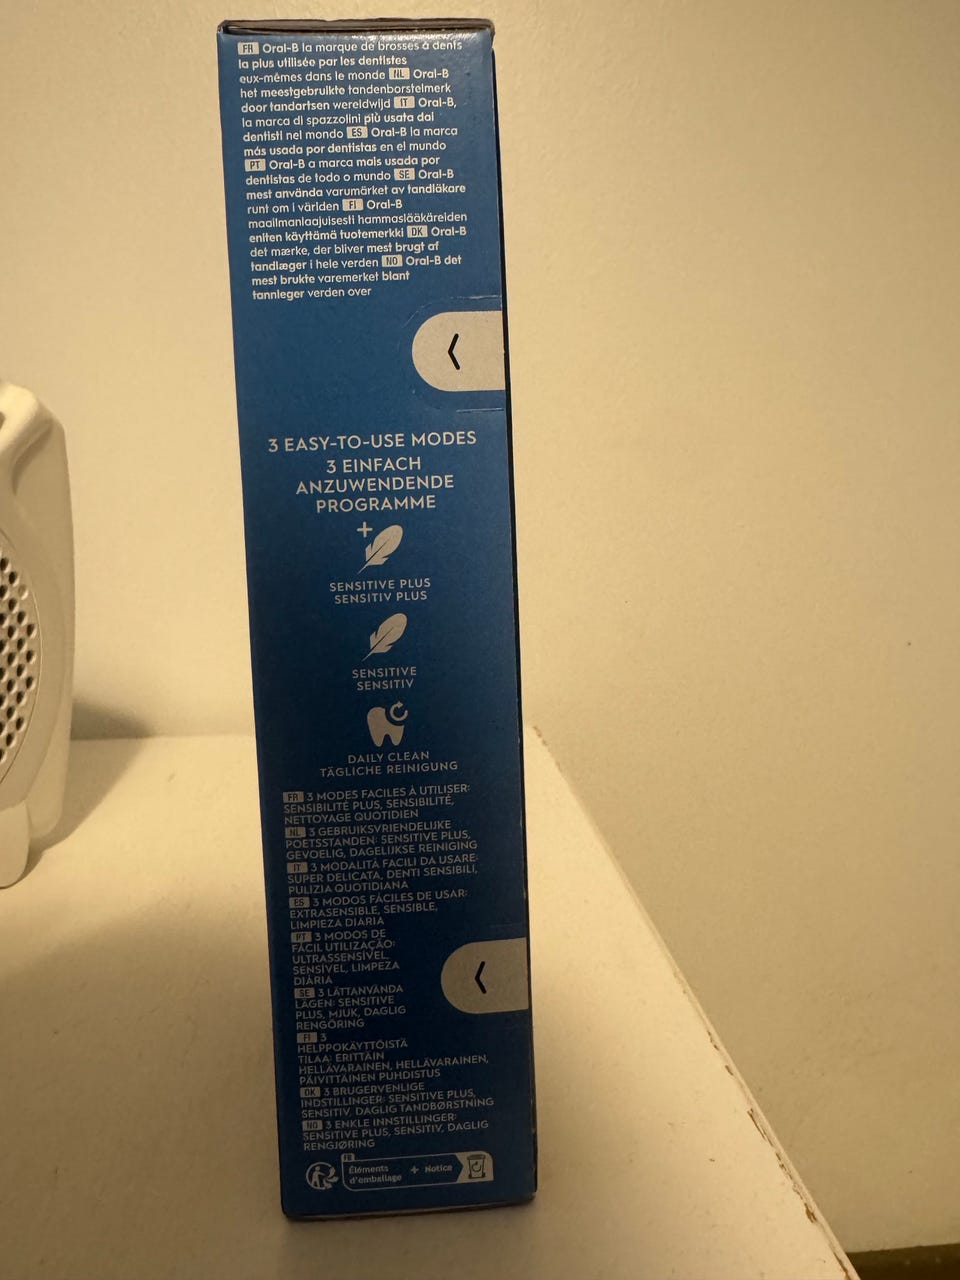 FR Oral-B la marque de brosses à dents
la plus utilisée par les dentistes
eux-mêmes dans le monde NL Oral-B
het meestgebruikte tandenborstelmerk
door tandartsen wereldwijd IT Oral-B,
la marca di spazzolini più usata dai
dentisti nel mondo ES Oral-B la marca
más usada por dentistas en el mundo
PT Oral-B a marca mais usada por
dentistas de todo o mundo SE Oral-B
mest använda varumärket av tandläkare
runt om i världen FI Oral-B
maailmanlaajuisesti hammaslääkäreiden
eniten käyttämä tuotemerkki DK Oral-B
det mærke, der bliver mest brugt af
tandlæger i hele verden NO Oral-B det
mest brukte varemerket blant
tannleger verden over
3 EASY-TO-USE MODES
3 EINFACH
ANZUWENDENDE
PROGRAMME
SENSITIVE PLUS
SENSITIV PLUS
SENSITIVE
SENSITIV
DAILY CLEAN
TÄGLICHE REINIGUNG
FR 3 MODES FACILES À UTILISER:
SENSIBILITÉ PLUS, SENSIBILITÉ,
NETTOYAGE QUOTIDIEN
NL 3 GEBRUIKSVRIENDELIJKE
POETSSTANDEN: SENSITIVE PLUS,
GEVOELIG, DAGELIJKSE REINIGING
IT 3 MODALITÀ FACILI DA USARE:
SUPER DELICATA, DENTI SENSIBILI,
PULIZIA QUOTIDIANA
ES 3 MODOS FÁCILES DE USAR:
EXTRASENSIBLE, SENSIBLE,
LIMPIEZA DIARIA
PT 3 MODOS DE
FÁCIL UTILIZAÇÃO:
ULTRASSENSÍVEL,
SENSÍVEL, LIMPEZA
DIÁRIA
SE 3 LÄTTANVÄNDA
LÄGEN: SENSITIVE
PLUS, MJUK, DAGLIG
RENGÖRING
FI 3
HELPPOKÄYTTÖISTÄ
TILAA: ERITTÄIN
HELLÄVARAINEN, HELLÄVARAINEN,
PÄIVITTÄINEN PUHDISTUS
DK 3 BRUGERVENLIGE
INDSTILLINGER: SENSITIVE PLUS,
SENSITIV, DAGLIG TANDBØRSTNING
NO 3 ENKLE INNSTILLINGER:
SENSITIVE PLUS, SENSITIV, DAGLIG
RENGJØRING
FR
Éléments
d'emballage + Notice